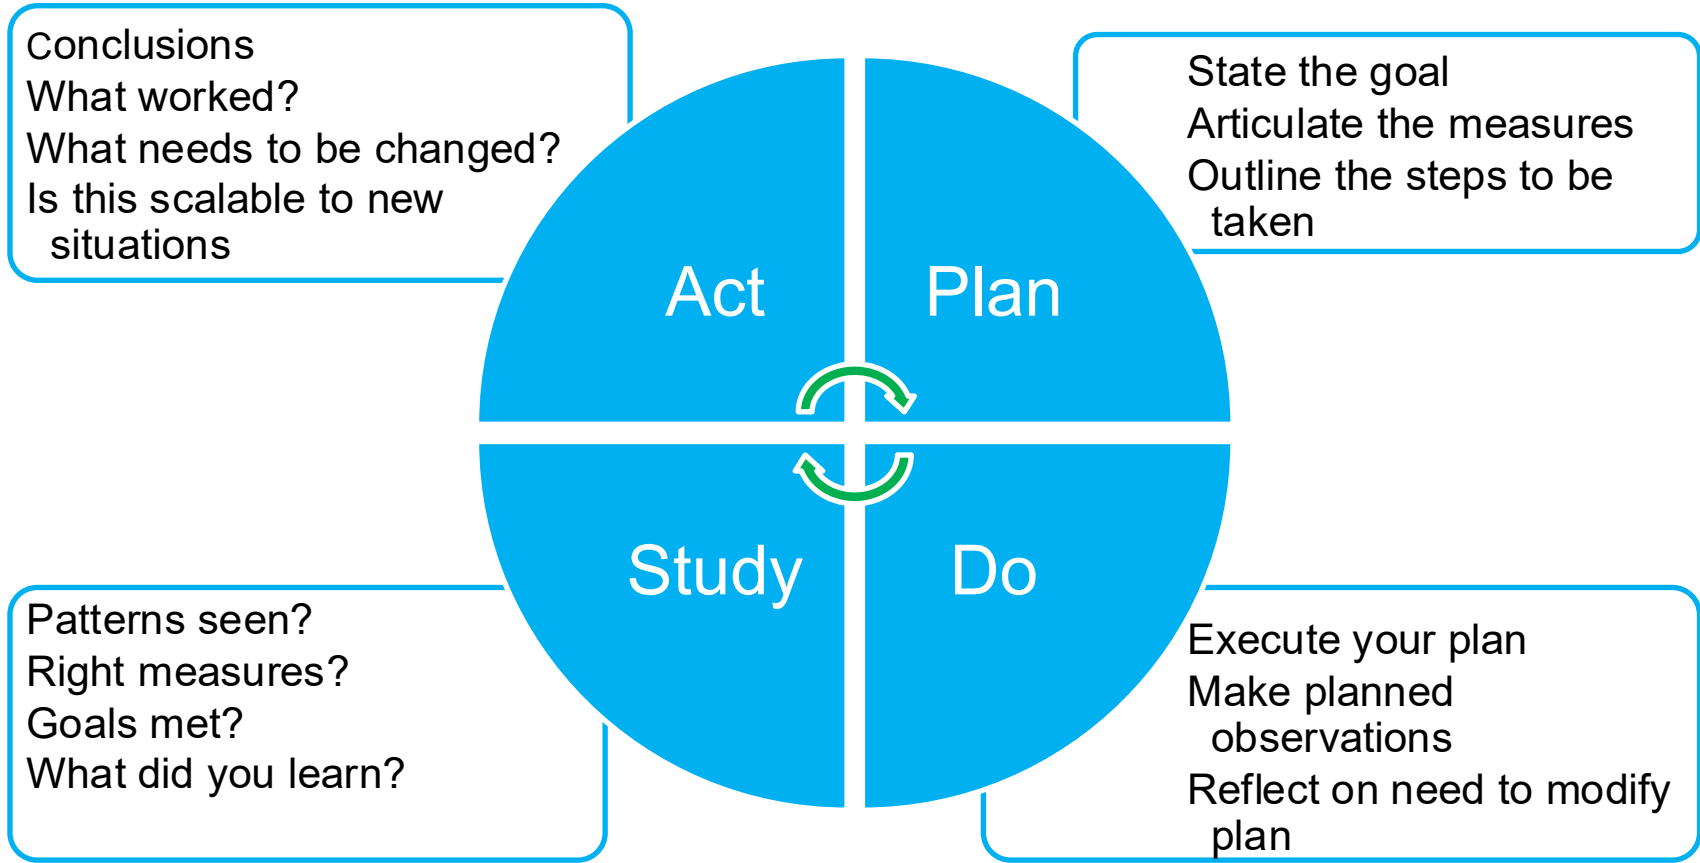 Conclusions
What worked?
What needs to be changed?
Is this scalable to new
situations
State the goal
Articulate the measures
Outline the steps to be
taken
Act
Plan
Study
Do
Patterns seen?
Right measures?
Goals met?
What did you learn?
Execute your plan
Make planned
observations
Reflect on need to modify
plan